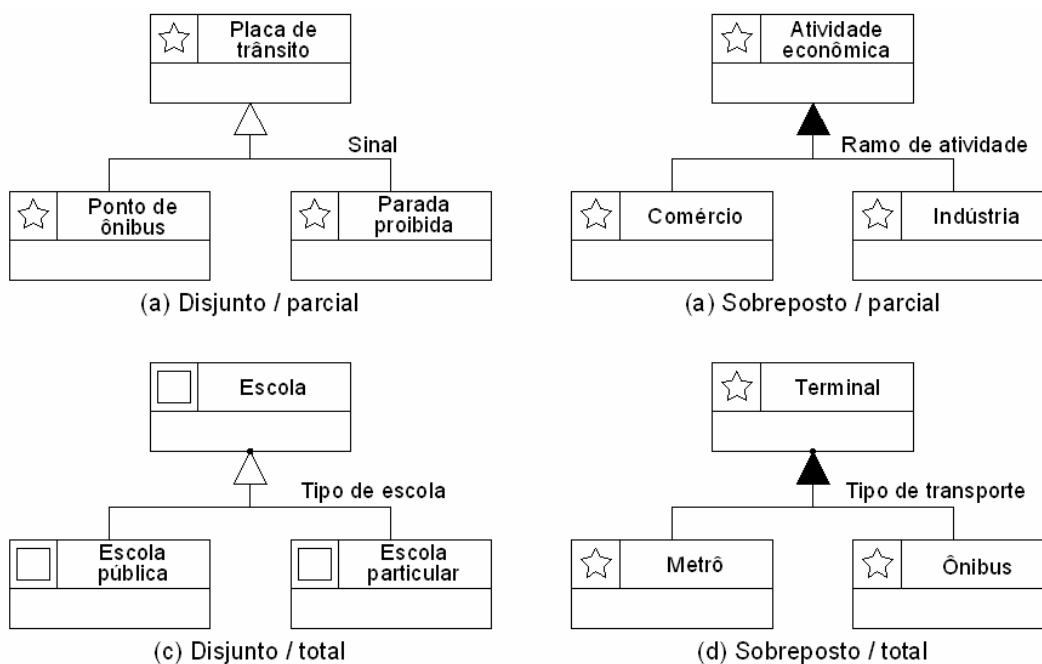 Placa de
trânsito
Sinal
Ponto de
ônibus
Parada
proibida
(a) Disjunto / parcial
Atividade
econômica
Ramo de atividade
Comércio
Indústria
(a) Sobreposto / parcial
Escola
Tipo de escola
Escola
pública
Escola
particular
(c) Disjunto / total
Terminal
Tipo de transporte
Metrô
Ônibus
(d) Sobreposto / total